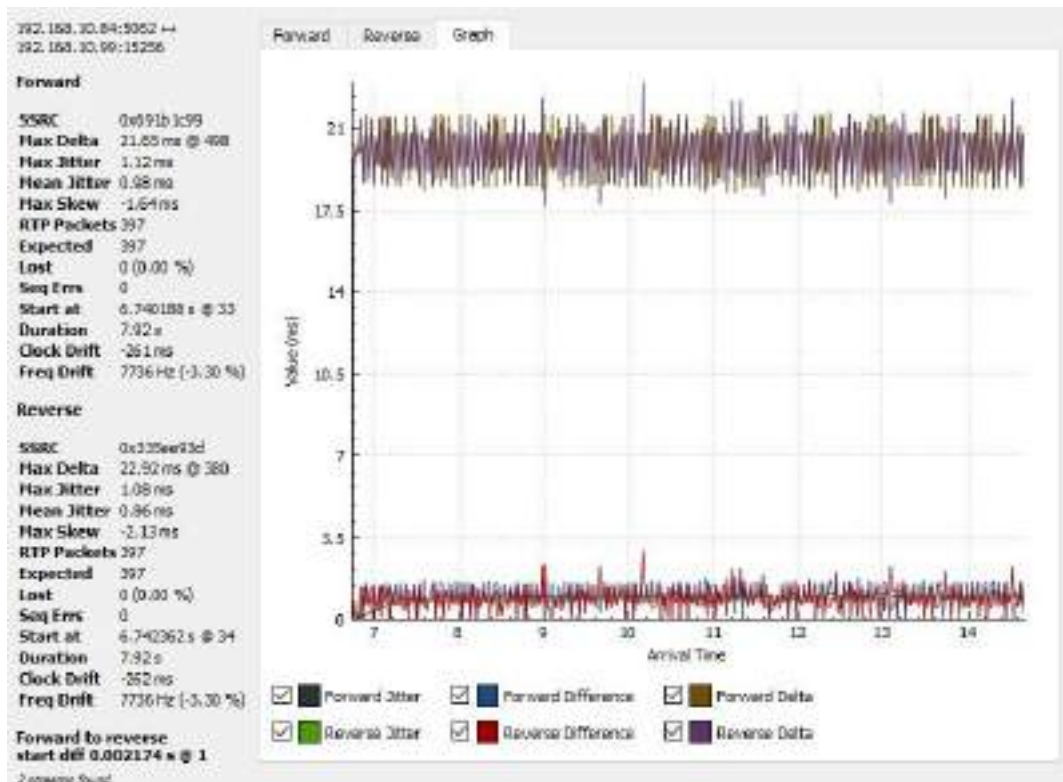 192.168.10.84:5062 ↔
192.168.10.99:15256
Forward
SSRC 0x691b1c99
Max Delta 21.65 ms @ 498
Max Jitter 1.12 ms
Mean Jitter 0.98 ms
Max Skew -1.64 ms
RTP Packets 397
Expected 397
Lost 0 (0.00 %)
Seq Errs 0
Start at 6.740188 s @ 33
Duration 7.92 s
Clock Drift -261 ms
Freq Drift 7736 Hz (-3.30 %)
Reverse
SSRC
Max Delta 22.92 ms @ 380
Max Jitter 1.08 ms
Mean Jitter 0.86 ms
Max Skew -2.13 ms
RTP Packets 397
Expected 397
Lost 0 (0.00 %)
Seq Errs 0
Start at 6.742362 s @ 34
Duration 7.92 s
Clock Drift -262 ms
Freq Drift 7736 Hz (-3.30 %)
Forward to reverse
start diff 0.002174 s @ 1
2 streams found
Forward Reverse Graph
Value (ms)
21
17.5
14
10.5
7
3.5
0
7 8 9 10 11 12 13 14
Arrival Time
Forward Jitter Forward Difference Forward Delta
Reverse Jitter Reverse Difference Reverse Delta